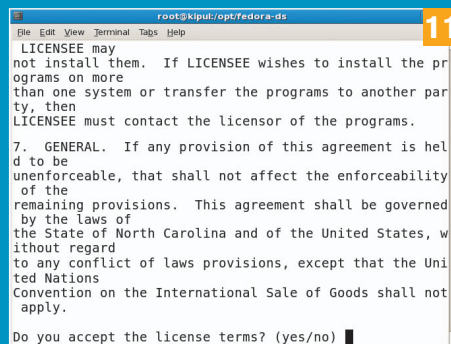 root@kipul:/opt/fedora-ds
11
File Edit View Terminal Tabs Help
LICENSEE may
not install them.  If LICENSEE wishes to install the pr
ograms on more
than one system or transfer the programs to another par
ty, then
LICENSEE must contact the licensor of the programs.
7.  GENERAL.  If any provision of this agreement is hel
d to be
unenforceable, that shall not affect the enforceability
of the
remaining provisions.  This agreement shall be governed
by the laws of
the State of North Carolina and of the United States, w
ithout regard
to any conflict of laws provisions, except that the Uni
ted Nations
Convention on the International Sale of Goods shall not
apply.
Do you accept the license terms? (yes/no)